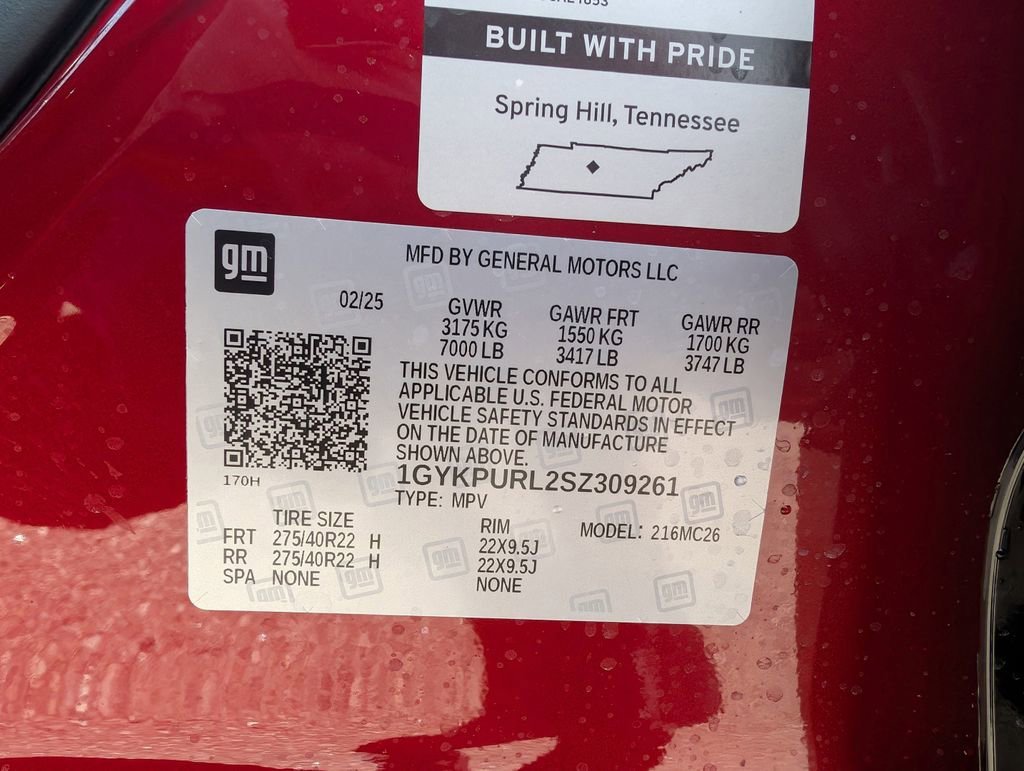 BUILT WITH PRIDE
Spring Hill, Tennessee
gm
MFD BY GENERAL MOTORS LLC
02/25
GVWR GAWR FRT GAWR RR
3175 KG 1550 KG 1700 KG
7000 LB 3417 LB 3747 LB
THIS VEHICLE CONFORMS TO ALL
APPLICABLE U.S. FEDERAL MOTOR
VEHICLE SAFETY STANDARDS IN EFFECT
ON THE DATE OF MANUFACTURE
SHOWN ABOVE.
170H
1GYKPURL2SZ309261
TYPE: MPV
TIRE SIZE RIM MODEL: 216MC26
FRT 275/40R22 H 22X9.5J
RR 275/40R22 H 22X9.5J
SPA NONE NONE